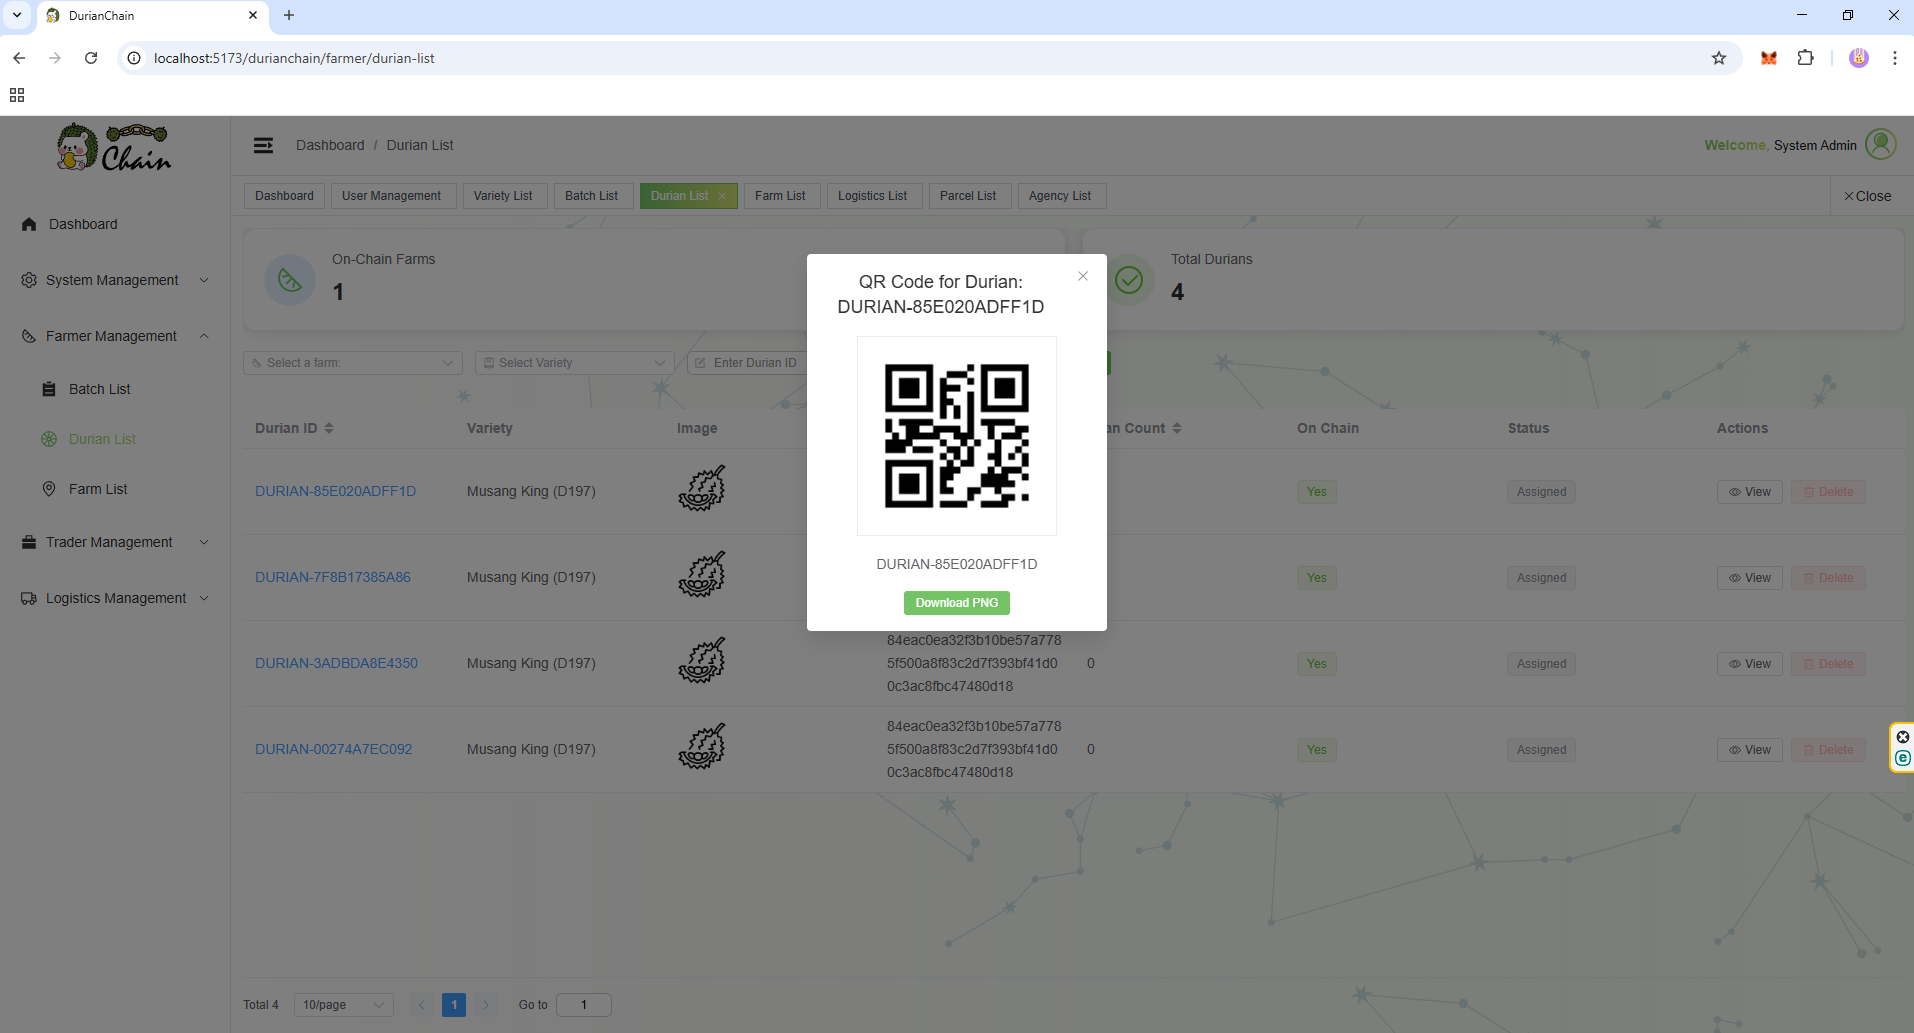 DurianChain
localhost:5173/durianchain/farmer/durian-list
Chain
Dashboard / Durian List
Welcome, System Admin
Dashboard User Management Variety List Batch List Durian List Farm List Logistics List Parcel List Agency List Close
Dashboard
System Management
Farmer Management
Batch List
Durian List
Farm List
Trader Management
Logistics Management
On-Chain Farms
1
Total Durians
4
Select a farm: Select Variety Enter Durian ID
Durian ID Variety Image an Count On Chain Status Actions
DURIAN-85E020ADFF1D Musang King (D197) Yes Assigned View Delete
DURIAN-7F8B17385A86 Musang King (D197) Yes Assigned View Delete
84eac0ea32f3b10be57a778
DURIAN-3ADBDA8E4350 Musang King (D197) 5f500a8f83c2d7f393bf41d0 0 Yes Assigned View Delete
0c3ac8fbc47480d18
84eac0ea32f3b10be57a778
DURIAN-00274A7EC092 Musang King (D197) 5f500a8f83c2d7f393bf41d0 0 Yes Assigned View Delete
0c3ac8fbc47480d18
QR Code for Durian:
DURIAN-85E020ADFF1D
DURIAN-85E020ADFF1D
Download PNG
Total 4 10/page 1 Go to 1